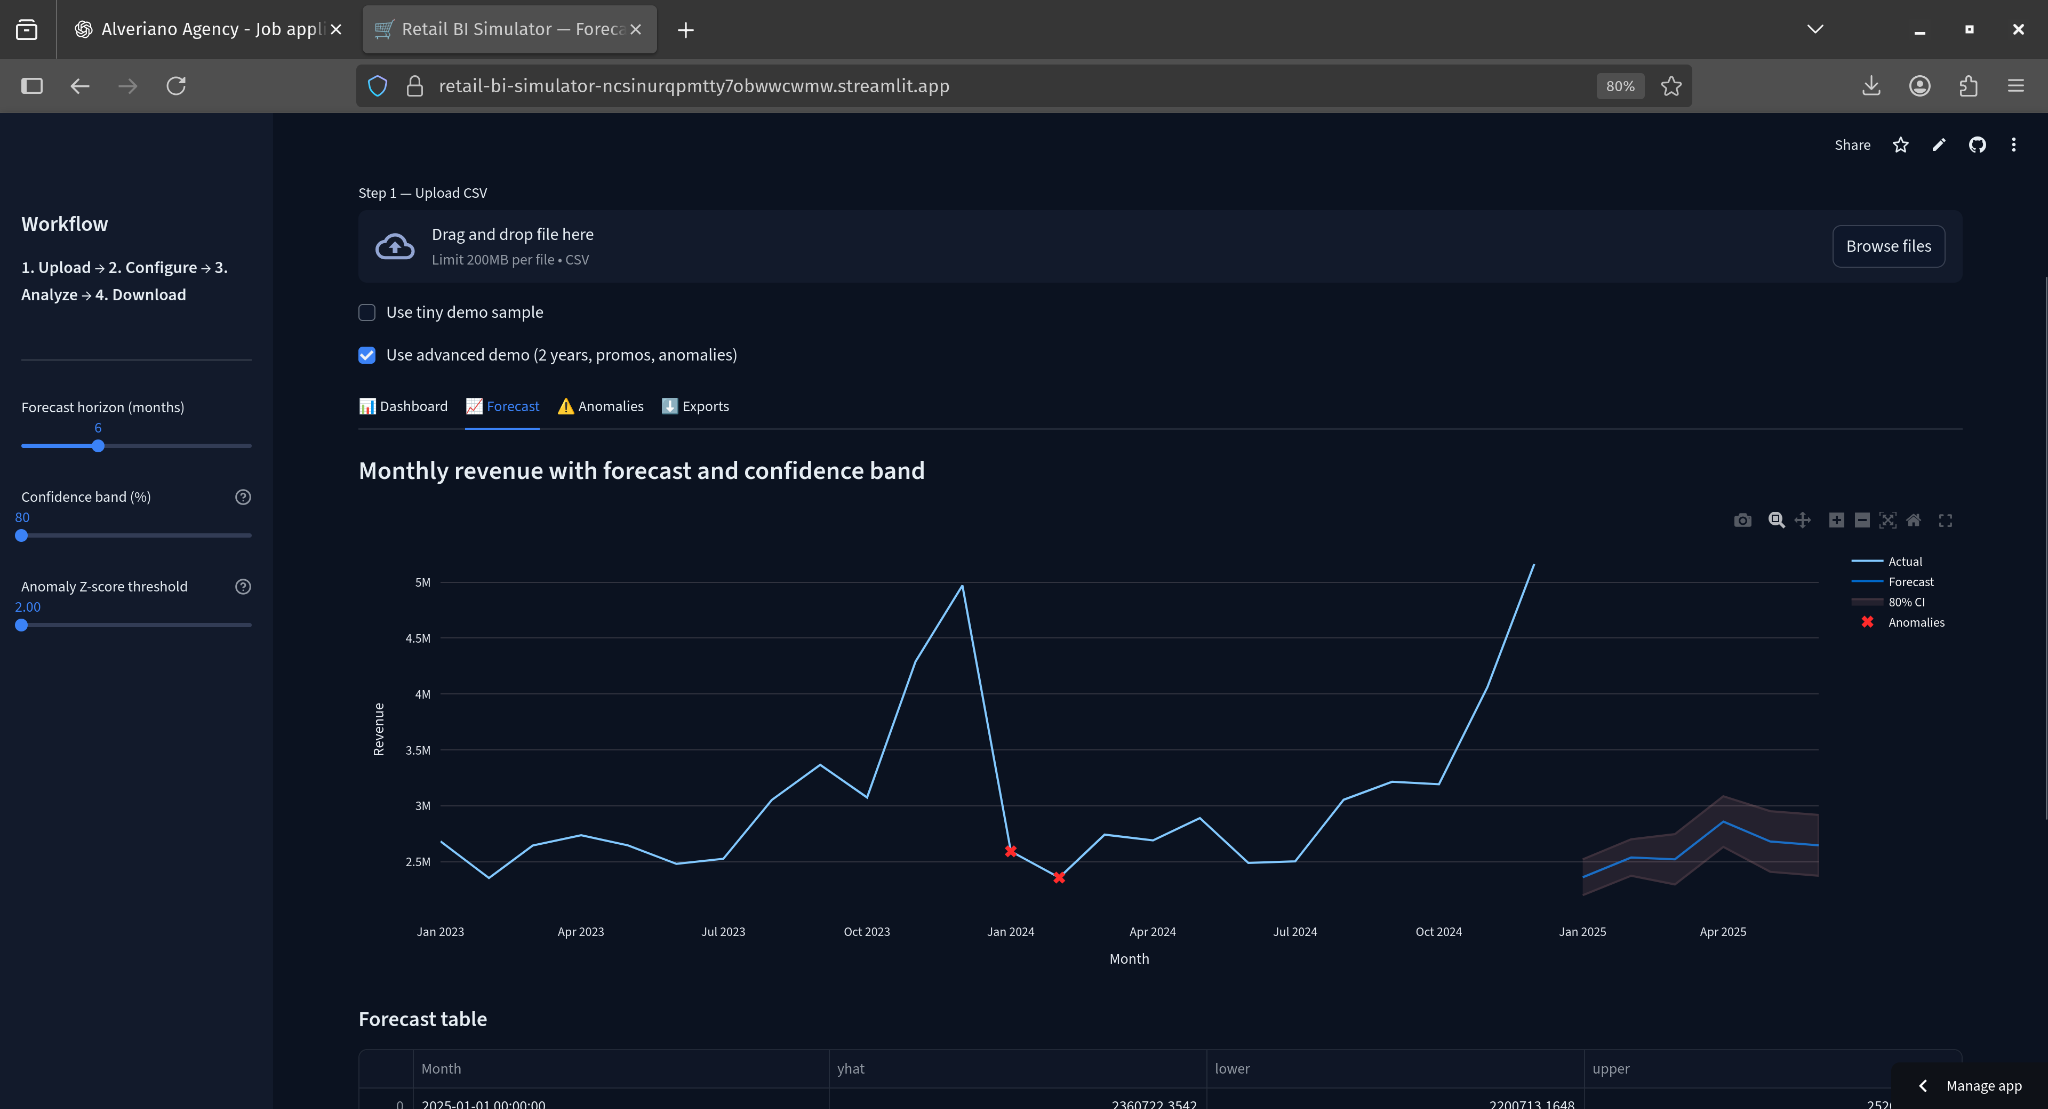 Alveriano Agency - Job appli
Retail BI Simulator — Foreca
retail-bi-simulator-ncsinurqpmtty7obwwcwmw.streamlit.app
80%
Share
Workflow
1. Upload → 2. Configure → 3.
Analyze → 4. Download
Forecast horizon (months)
6
Confidence band (%)
80
Anomaly Z-score threshold
2.00
Step 1 — Upload CSV
Drag and drop file here
Limit 200MB per file • CSV
Browse files
Use tiny demo sample
Use advanced demo (2 years, promos, anomalies)
📊 Dashboard
📈 Forecast
⚠️ Anomalies
⬇️ Exports
Monthly revenue with forecast and confidence band
Actual
Forecast
80% CI
Anomalies
5M
4.5M
4M
3.5M
3M
2.5M
Revenue
Jan 2023
Apr 2023
Jul 2023
Oct 2023
Jan 2024
Apr 2024
Jul 2024
Oct 2024
Jan 2025
Apr 2025
Month
Forecast table
Month
yhat
lower
upper
0
2025-01-01 00:00:00
2360722.3542
2200713.1648
Manage app